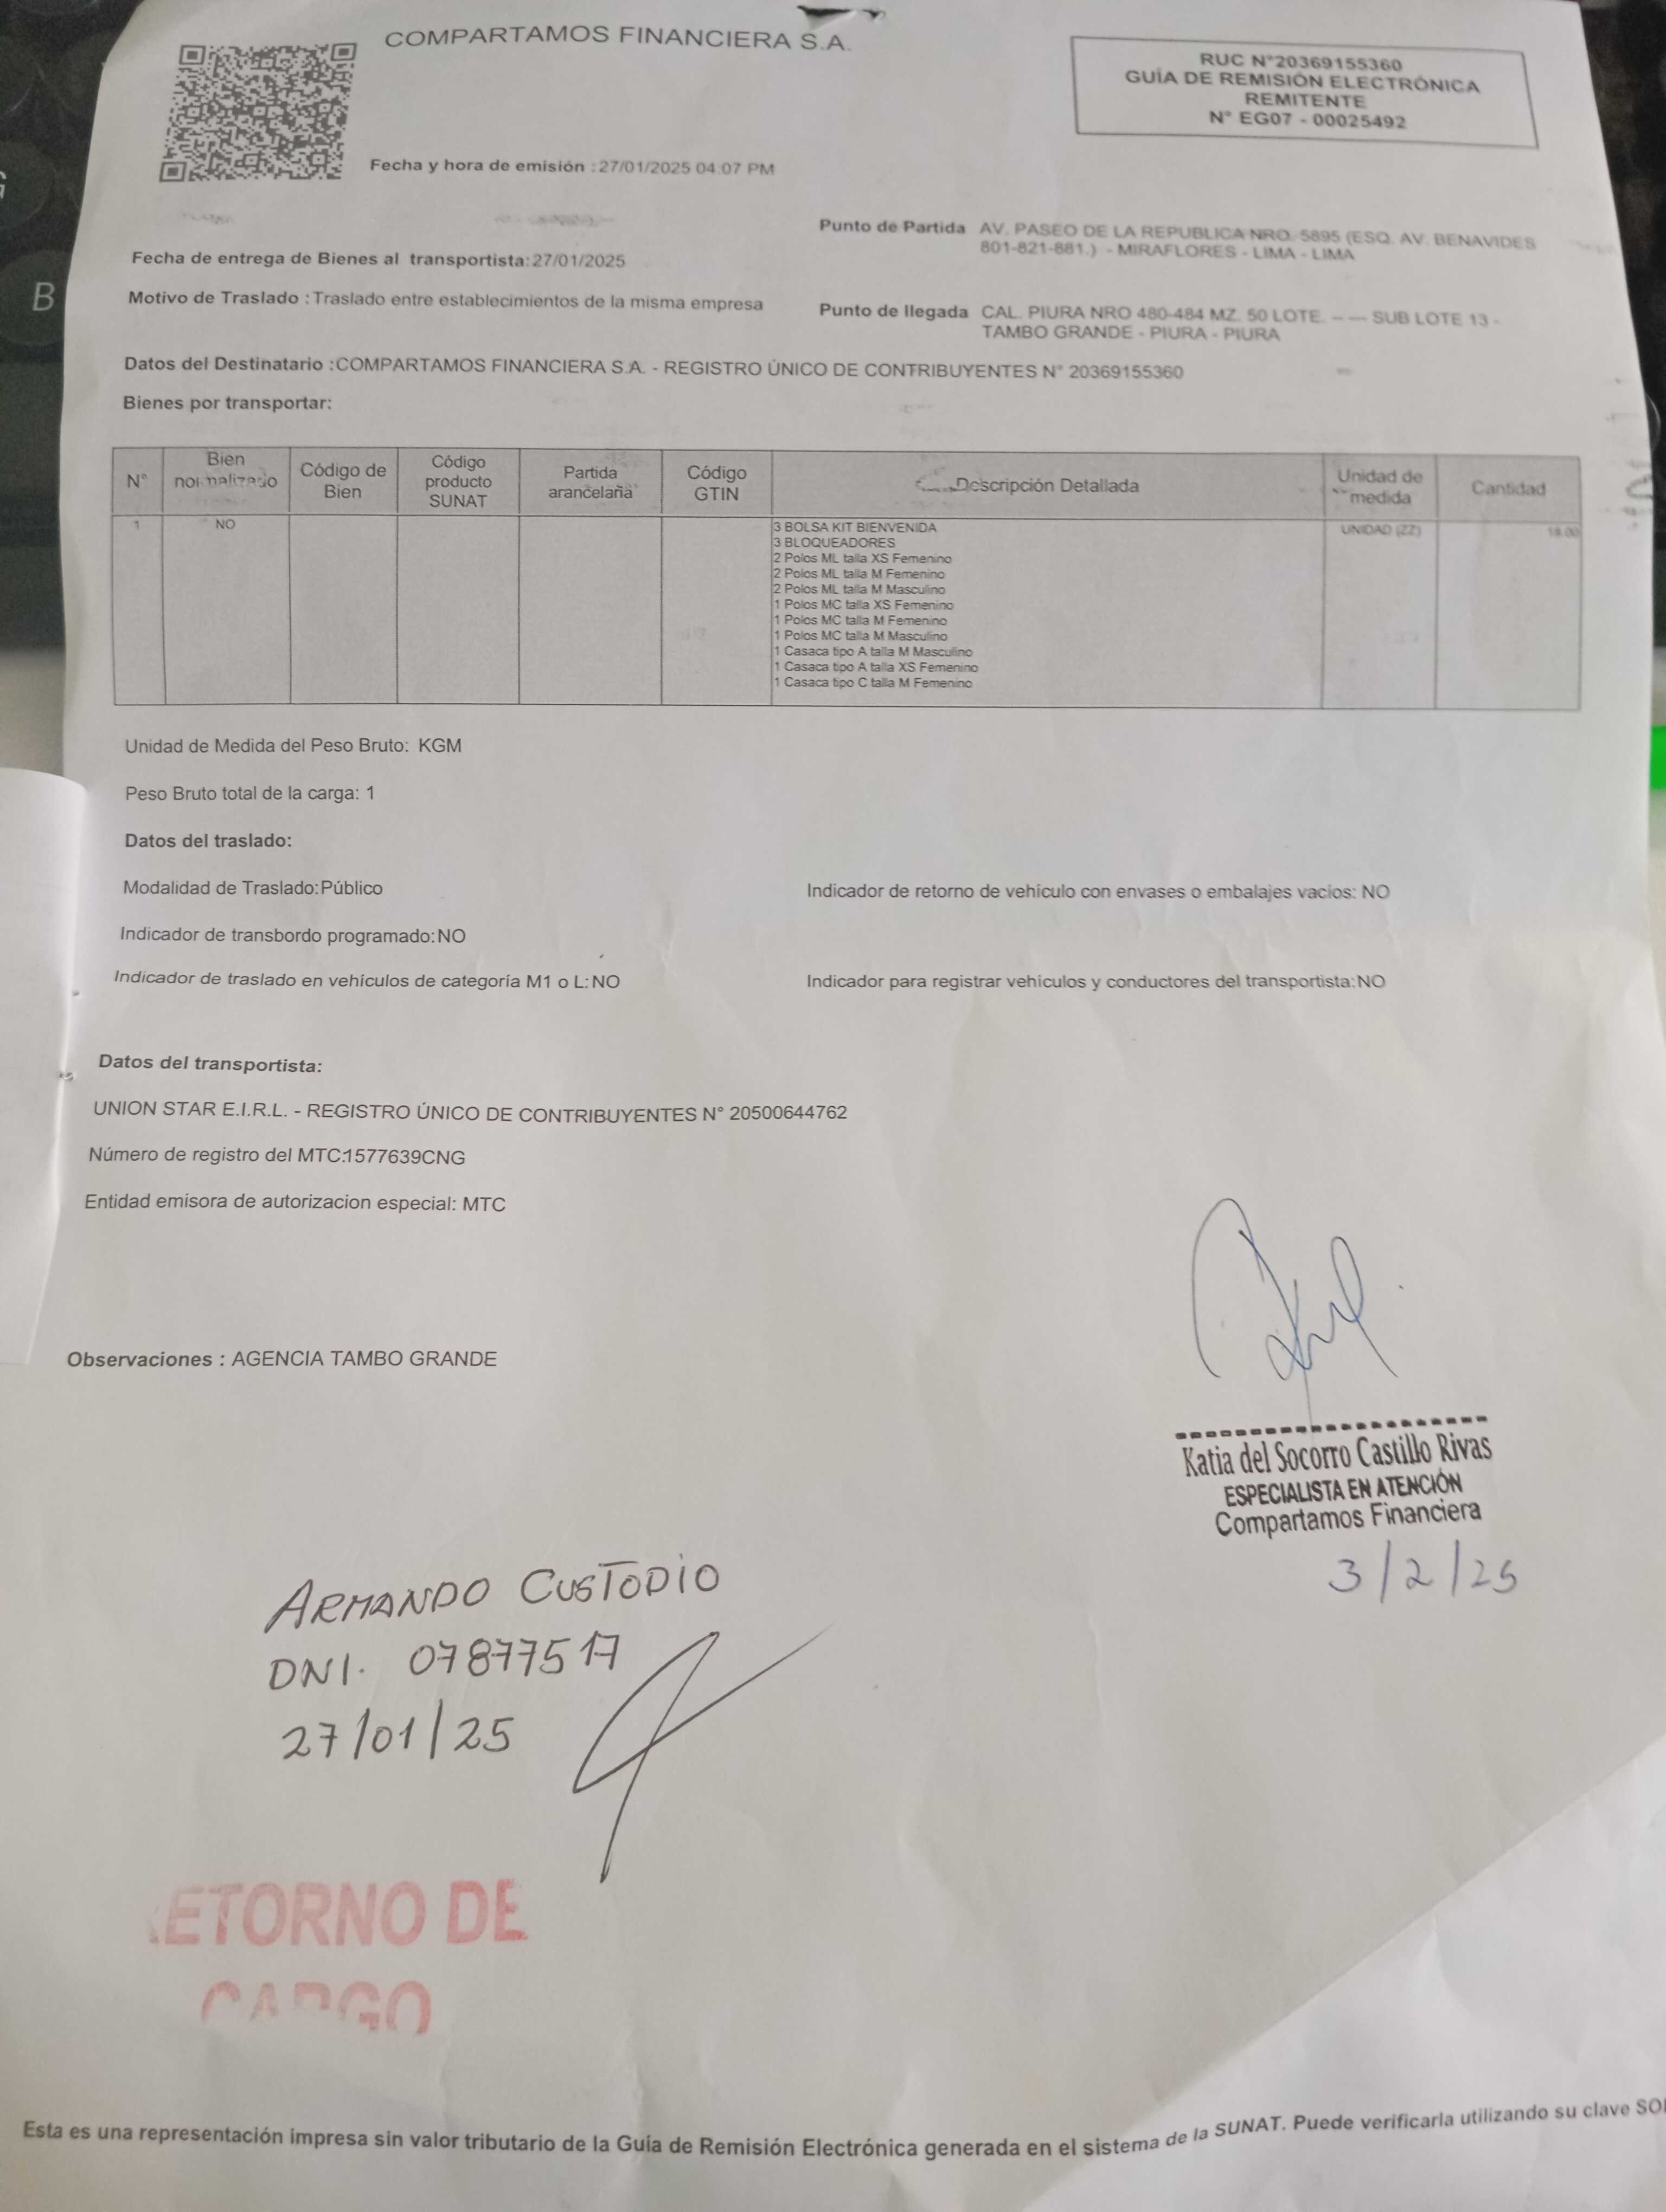 COMPARTAMOS FINANCIERA S.A.
RUC N°20369155360
GUÍA DE REMISIÓN ELECTRÓNICA
REMITENTE
N° EG07 - 00025492
Fecha y hora de emisión :27/01/2025 04:07 PM
Fecha de entrega de Bienes al transportista:27/01/2025
Motivo de Traslado :Traslado entre establecimientos de la misma empresa
Punto de Partida AV. PASEO DE LA REPUBLICA NRO. 5895 (ESQ. AV. BENAVIDES
801-821-881.) - MIRAFLORES - LIMA - LIMA
Punto de llegada CAL. PIURA NRO 480-484 MZ. 50 LOTE. -- --- SUB LOTE 13 -
TAMBO GRANDE - PIURA - PIURA
Datos del Destinatario :COMPARTAMOS FINANCIERA S.A. - REGISTRO ÚNICO DE CONTRIBUYENTES N° 20369155360
Bienes por transportar:
N° Bien normalizado Código de Bien Código producto SUNAT Partida arancelaria Código GTIN Descripción Detallada Unidad de medida Cantidad
1 NO 3 BOLSA KIT BIENVENIDA UNIDAD (ZZ) 18.00
3 BLOQUEADORES
2 Polos ML talla XS Femenino
2 Polos ML talla M Femenino
2 Polos ML talla M Masculino
1 Polos MC talla XS Femenino
1 Polos MC talla M Femenino
1 Polos MC talla M Masculino
1 Casaca tipo A talla M Masculino
1 Casaca tipo A talla XS Femenino
1 Casaca tipo C talla M Femenino
Unidad de Medida del Peso Bruto: KGM
Peso Bruto total de la carga: 1
Datos del traslado:
Modalidad de Traslado:Público
Indicador de retorno de vehículo con envases o embalajes vacíos: NO
Indicador de transbordo programado:NO
Indicador de traslado en vehículos de categoría M1 o L:NO
Indicador para registrar vehículos y conductores del transportista:NO
Datos del transportista:
UNION STAR E.I.R.L. - REGISTRO ÚNICO DE CONTRIBUYENTES N° 20500644762
Número de registro del MTC:1577639CNG
Entidad emisora de autorizacion especial: MTC
Observaciones : AGENCIA TAMBO GRANDE
Katia del Socorro Castillo Rivas
ESPECIALISTA EN ATENCIÓN
Compartamos Financiera
3/2/25
ARMANDO CUSTODIO
DNI. 07877517
27/01/25
RETORNO DE
CARGO
Esta es una representación impresa sin valor tributario de la Guía de Remisión Electrónica generada en el sistema de la SUNAT. Puede verificarla utilizando su clave SOL
B